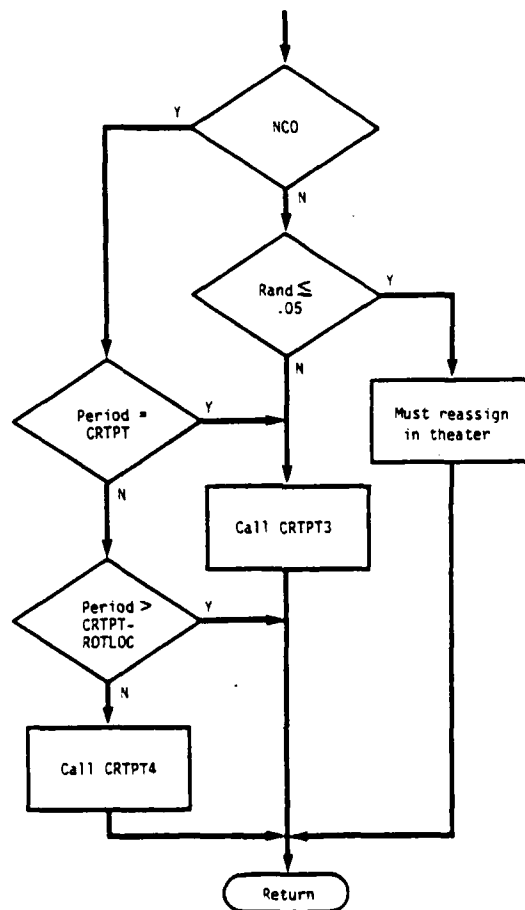 NCO
Y
N
Rand ≤
.05
Y
N
Must reassign
in theater
Period =
CRTPT
Y
N
Call CRTPT3
Period >
CRTPT-
ROTLOC
Y
N
Call CRTPT4
Return